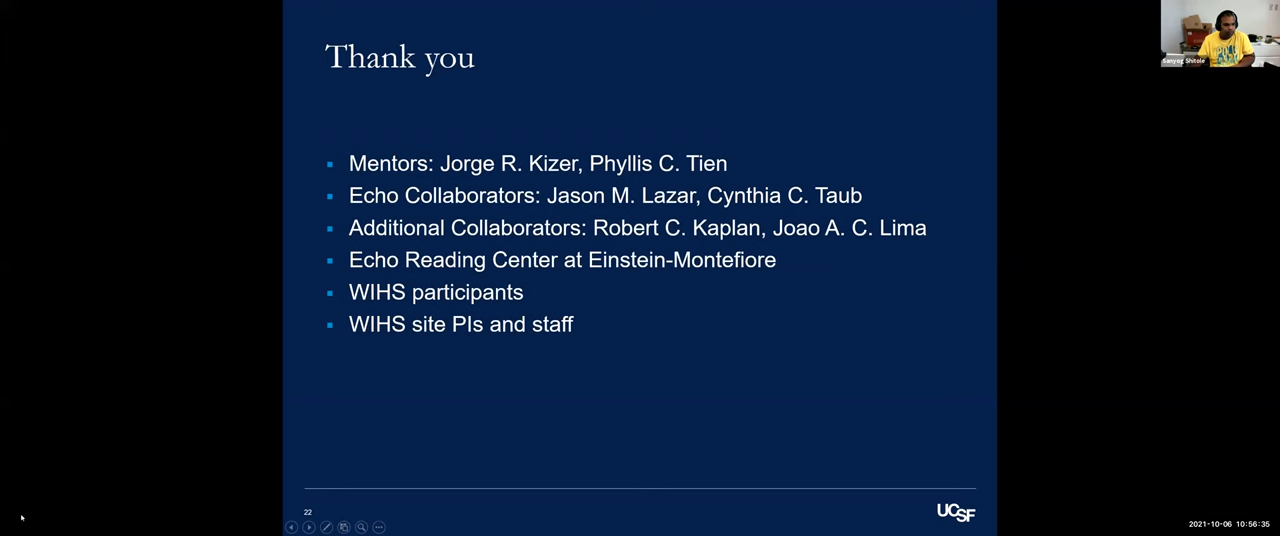 Thank you
Mentors: Jorge R. Kizer, Phyllis C. Tien
Echo Collaborators: Jason M. Lazar, Cynthia C. Taub
Additional Collaborators: Robert C. Kaplan, Joao A. C. Lima
Echo Reading Center at Einstein-Montefiore
WIHS participants
WIHS site PIs and staff
22
UCSF
Sanyog Shitole
2021-10-06 10:56:35